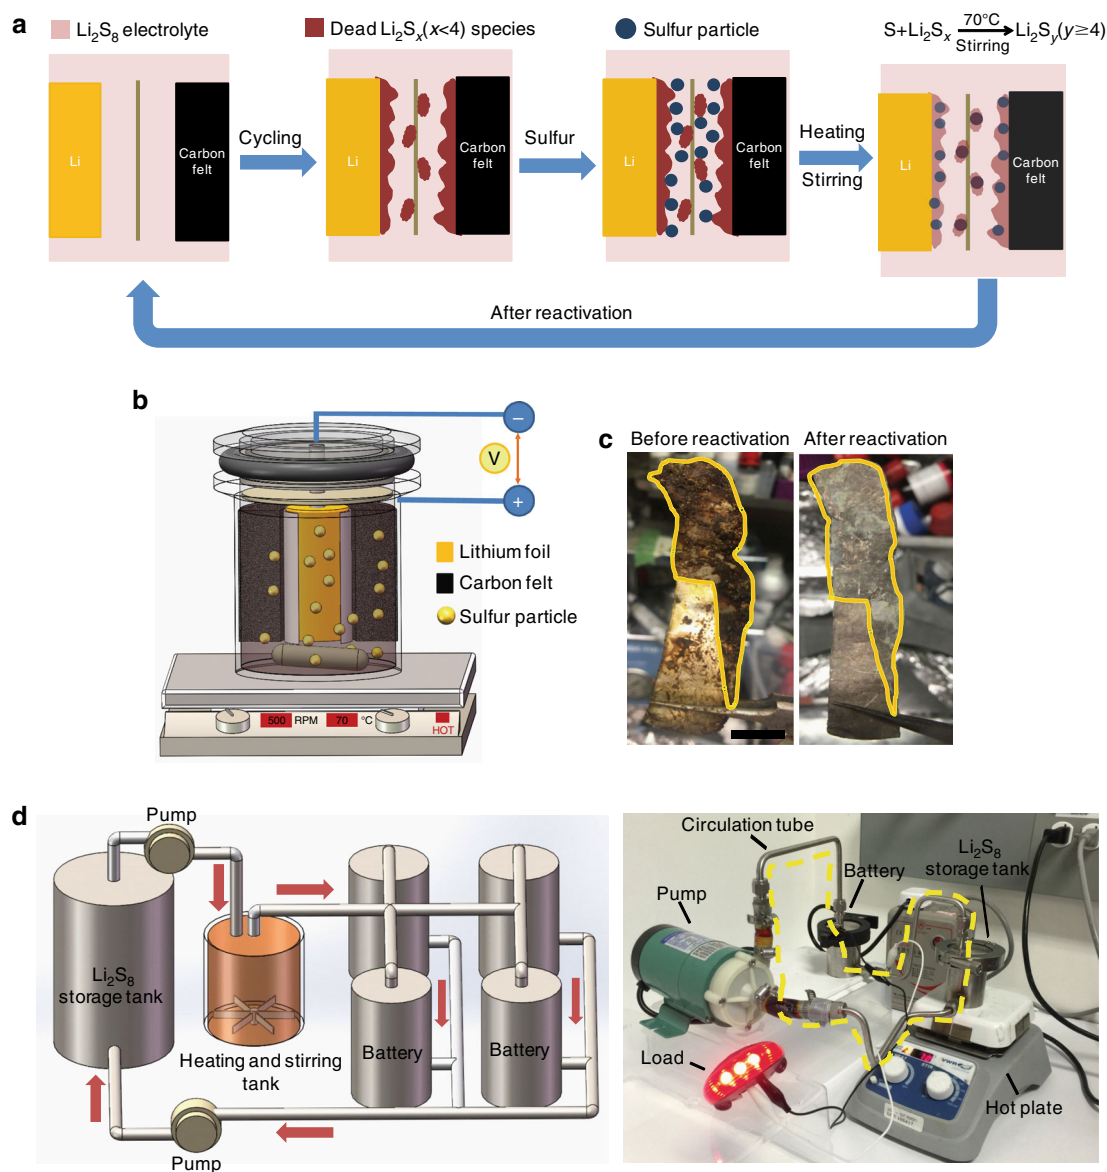 a
Li₂S₈ electrolyte
Dead Li₂Sₓ(x<4) species
Sulfur particle
S+Li₂Sₓ 70°C Stirring Li₂Sᵧ(y≥4)
Li
Carbon
felt
Cycling
Li
Carbon
felt
Sulfur
Li
Carbon
felt
Heating
Stirring
Li
Carbon
felt
After reactivation
b
−
V
+
Lithium foil
Carbon felt
Sulfur particle
500 RPM 70 °C
HOT
c
Before reactivation
After reactivation
d
Pump
Li₂S₈
storage tank
Heating and stirring
tank
Battery
Battery
Pump
Circulation tube
Li₂S₈
storage tank
Battery
Pump
Load
Hot plate
VWR